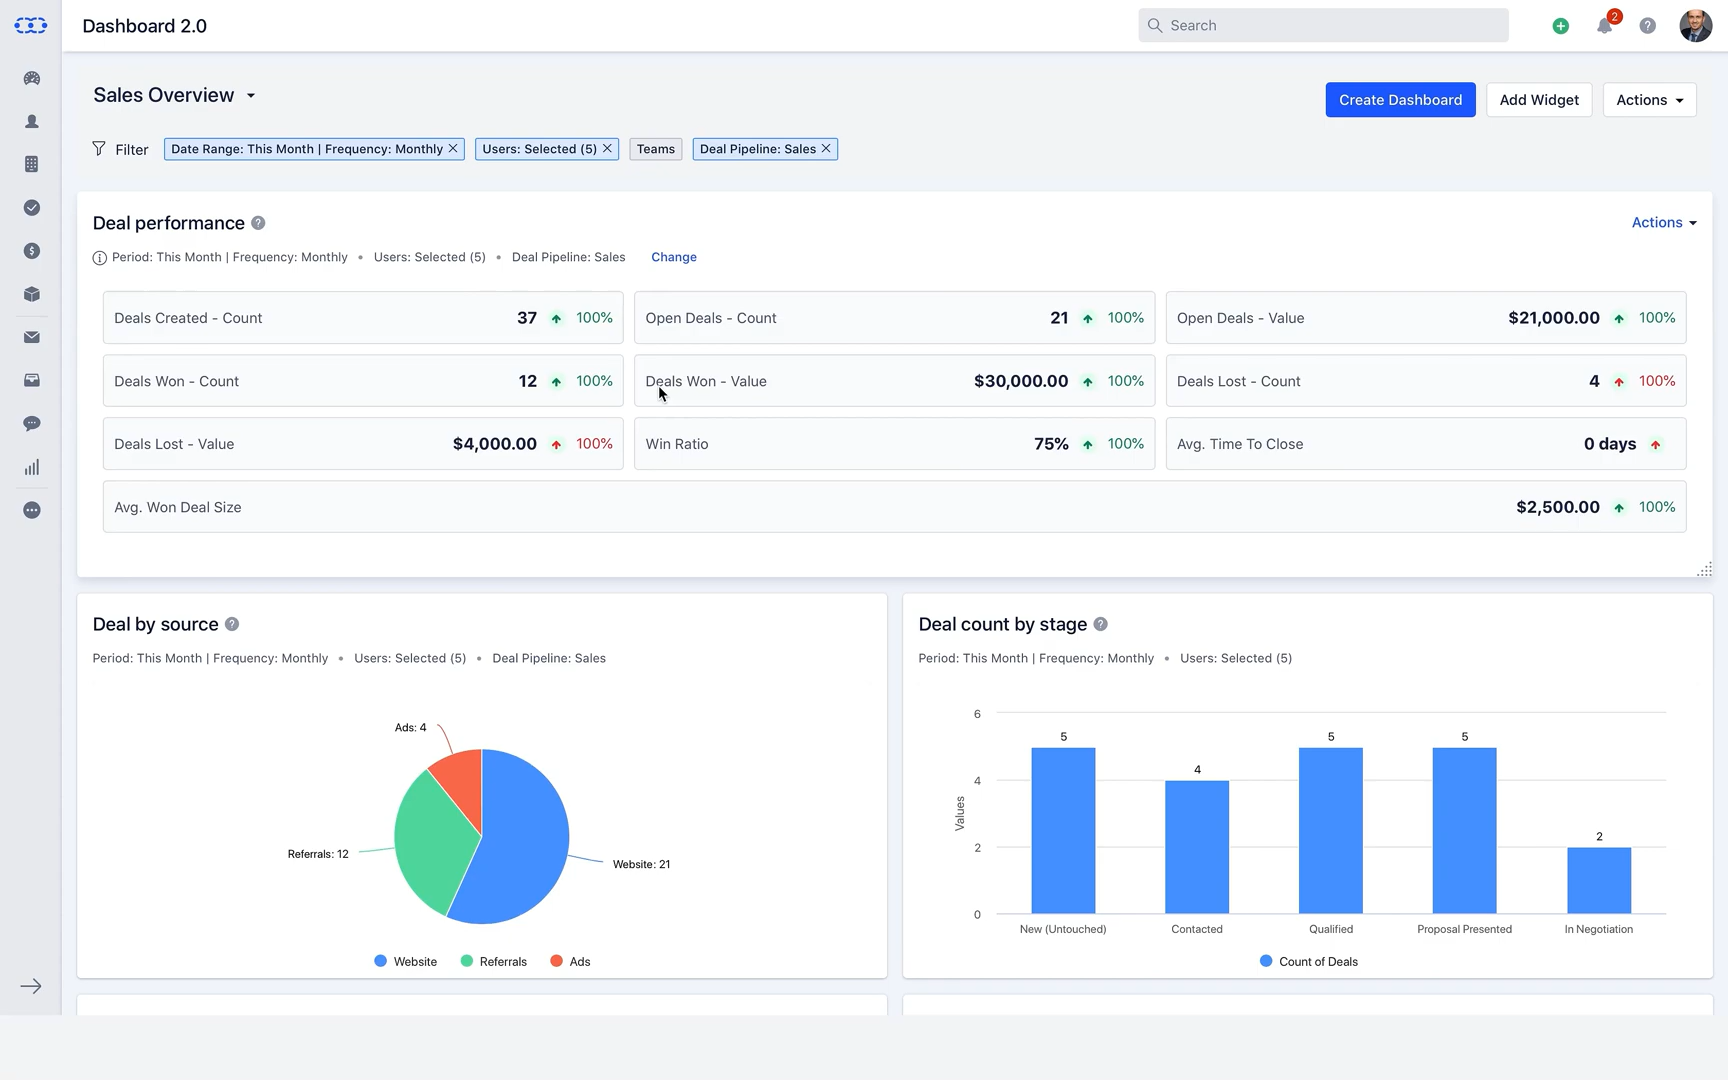 Dashboard 2.0
Search
2
Sales Overview
Create Dashboard
Add Widget
Actions
Filter
Date Range: This Month | Frequency: Monthly
Users: Selected (5)
Teams
Deal Pipeline: Sales
Deal performance
Actions
Period: This Month | Frequency: Monthly • Users: Selected (5) • Deal Pipeline: Sales Change
Deals Created - Count 37 100%
Open Deals - Count 21 100%
Open Deals - Value $21,000.00 100%
Deals Won - Count 12 100%
Deals Won - Value $30,000.00 100%
Deals Lost - Count 4 100%
Deals Lost - Value $4,000.00 100%
Win Ratio 75% 100%
Avg. Time To Close 0 days
Avg. Won Deal Size $2,500.00 100%
Deal by source
Period: This Month | Frequency: Monthly • Users: Selected (5) • Deal Pipeline: Sales
Ads: 4
Referrals: 12
Website: 21
Website Referrals Ads
Deal count by stage
Period: This Month | Frequency: Monthly • Users: Selected (5)
Values
6
4
2
0
5
4
5
5
2
New (Untouched)
Contacted
Qualified
Proposal Presented
In Negotiation
Count of Deals